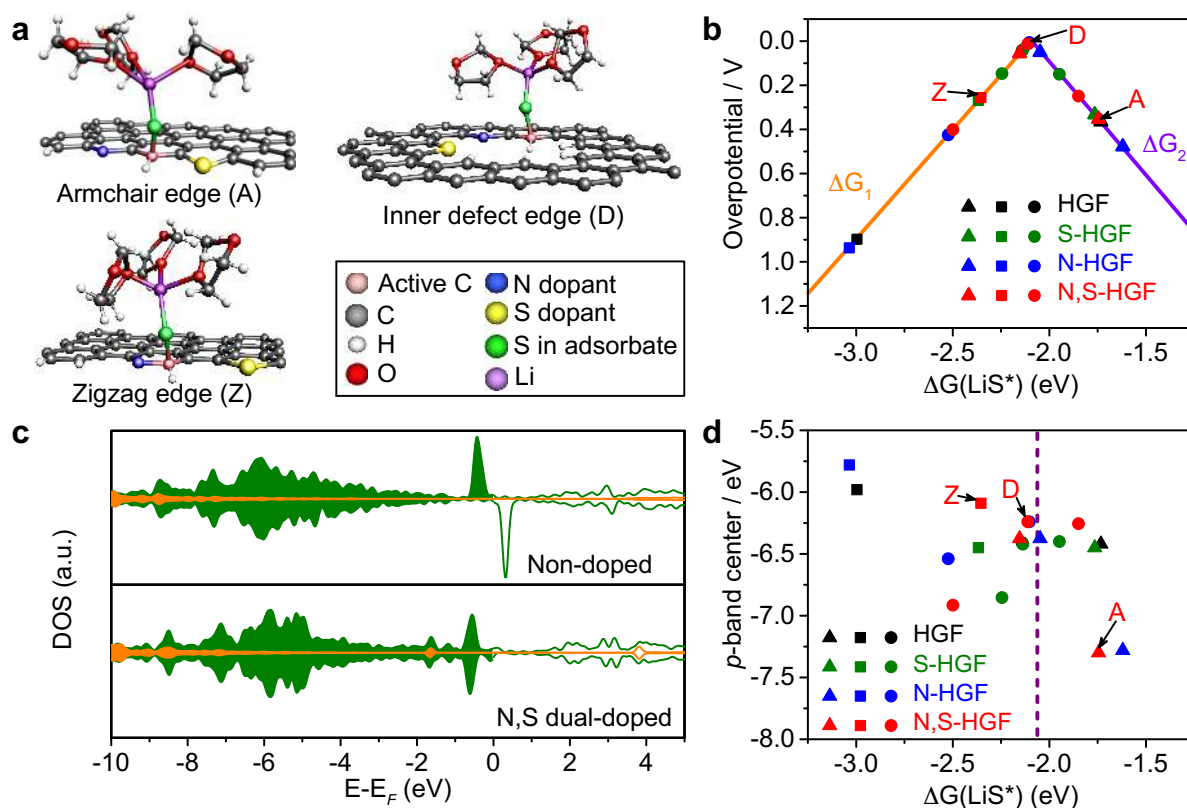 a
Armchair edge (A)
Inner defect edge (D)
Zigzag edge (Z)
Active C
C
H
O
N dopant
S dopant
S in adsorbate
Li
b
Overpotential / V
0.0
0.2
0.4
0.6
0.8
1.0
1.2
D
Z
A
ΔG₁
ΔG₂
HGF
S-HGF
N-HGF
N,S-HGF
-3.0 -2.5 -2.0 -1.5
ΔG(LiS*) (eV)
c
DOS (a.u.)
Non-doped
N,S dual-doped
-10 -8 -6 -4 -2 0 2 4
E-E_F (eV)
d
p-band center / eV
-5.5
-6.0
-6.5
-7.0
-7.5
-8.0
Z
D
A
HGF
S-HGF
N-HGF
N,S-HGF
-3.0 -2.5 -2.0 -1.5
ΔG(LiS*) (eV)